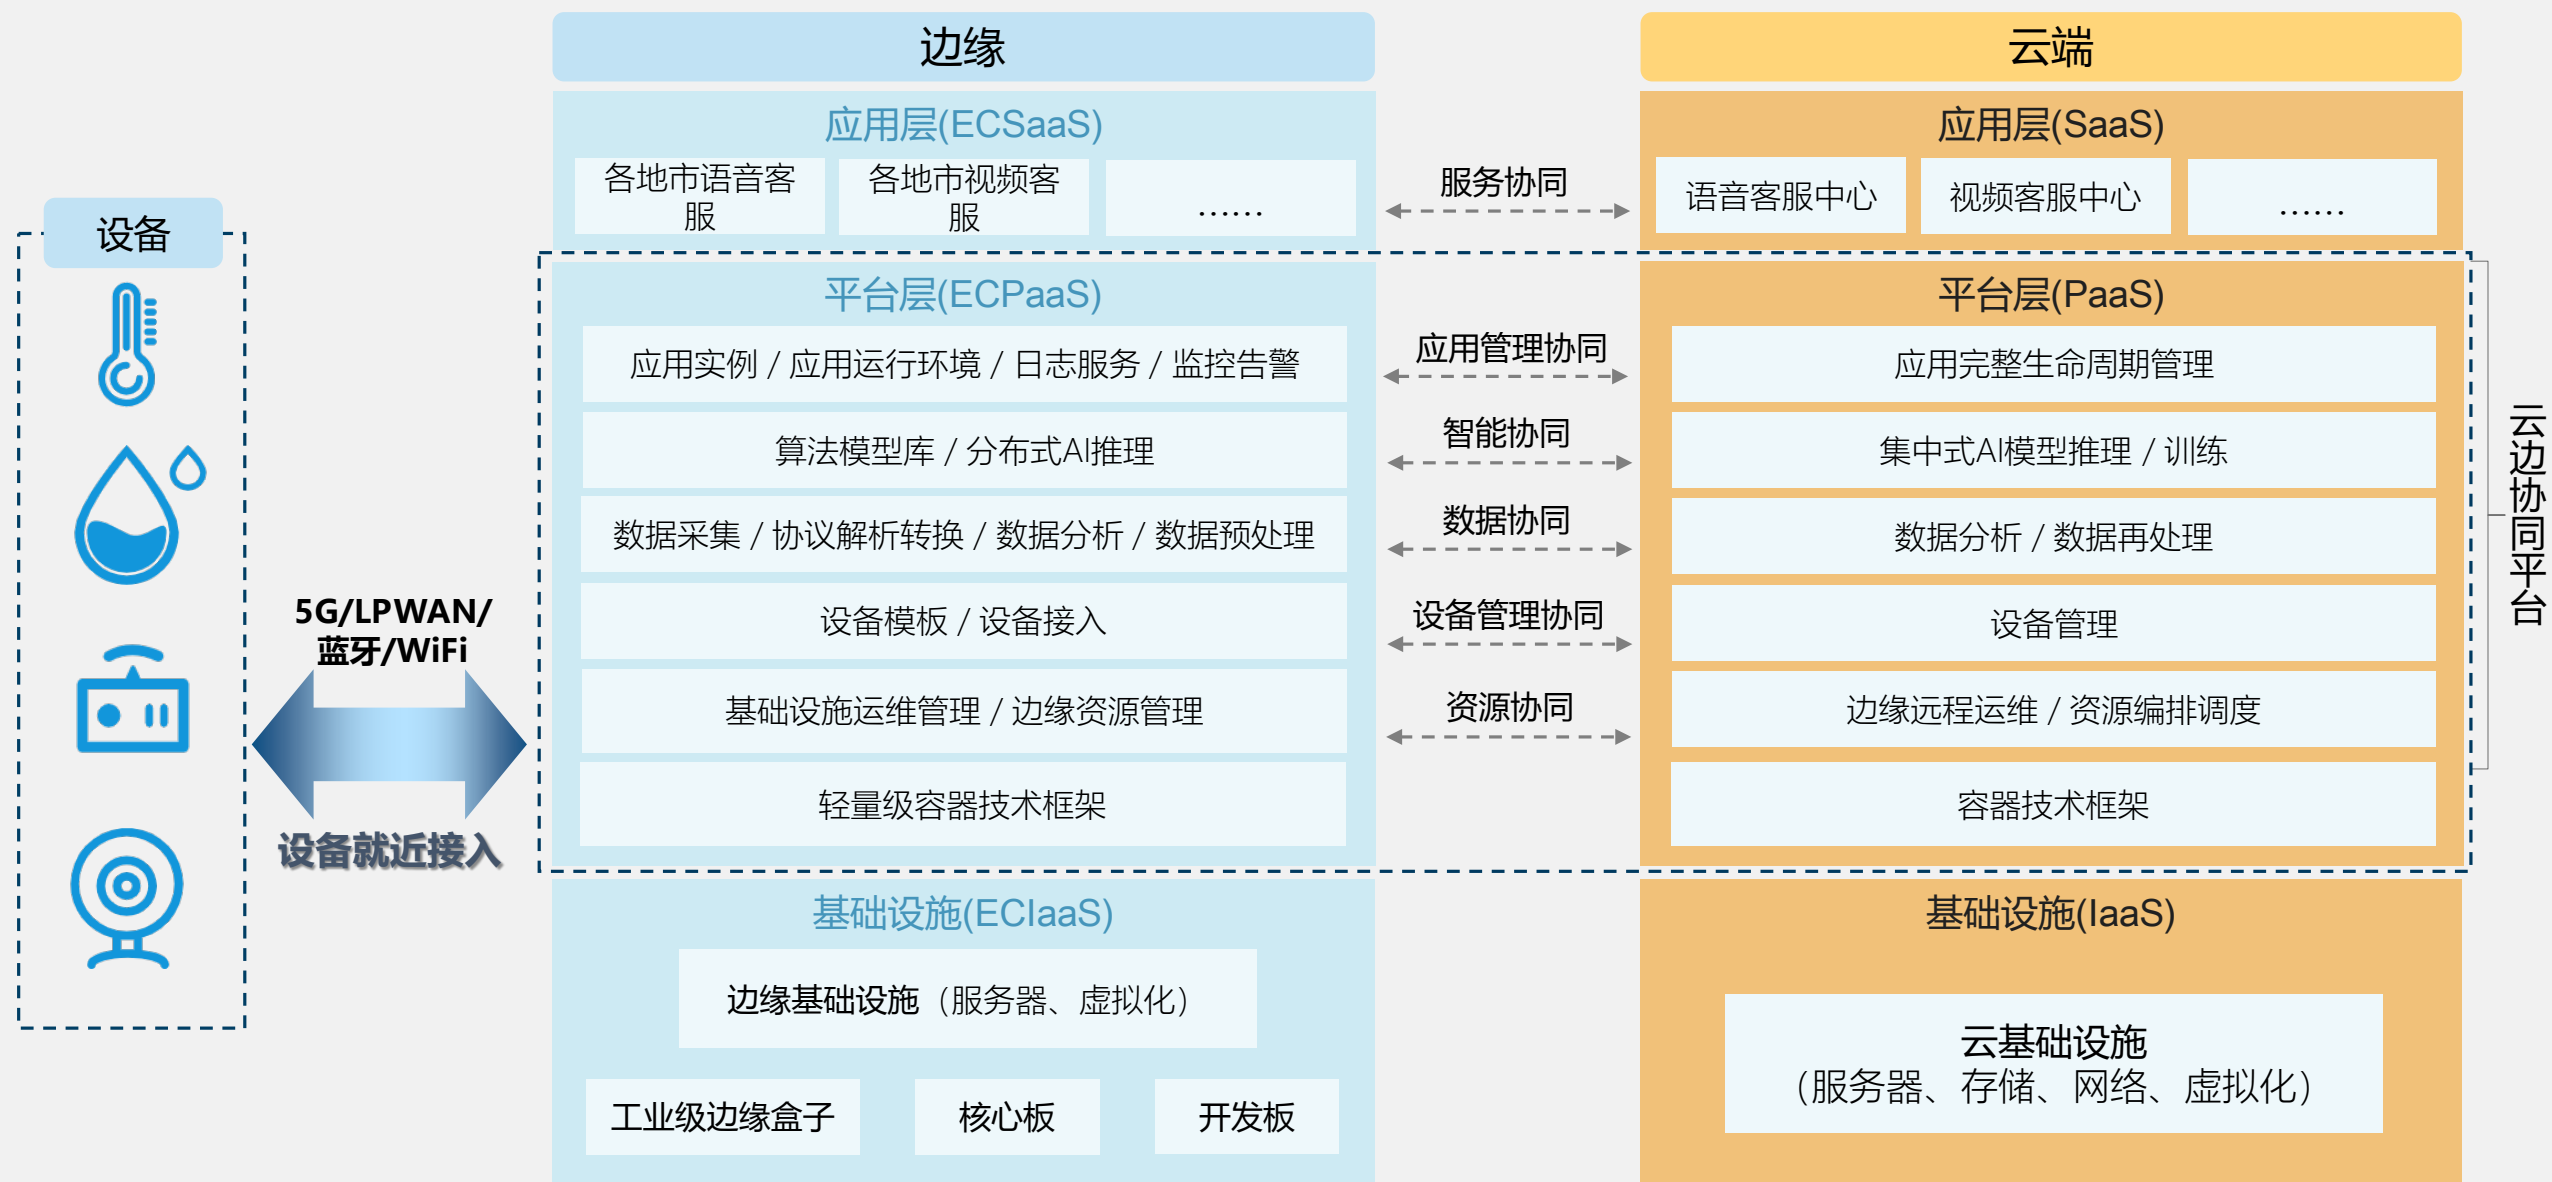 边缘
云端
应用层(ECSaaS)
应用层(SaaS)
各地市语音客
服
各地市视频客
服
……
服务协同
语音客服中心
视频客服中心
……
设备
平台层(ECPaaS)
平台层(PaaS)
应用实例 / 应用运行环境 / 日志服务 / 监控告警
应用管理协同
应用完整生命周期管理
算法模型库 / 分布式AI推理
智能协同
集中式AI模型推理 / 训练
数据采集 / 协议解析转换 / 数据分析 / 数据预处理
数据协同
数据分析 / 数据再处理
云边协同平台
5G/LPWAN/
蓝牙/WiFi
设备模板 / 设备接入
设备管理协同
设备管理
基础设施运维管理 / 边缘资源管理
资源协同
边缘远程运维 / 资源编排调度
轻量级容器技术框架
容器技术框架
设备就近接入
基础设施(ECIaaS)
基础设施(IaaS)
边缘基础设施（服务器、虚拟化）
云基础设施
（服务器、存储、网络、虚拟化）
工业级边缘盒子
核心板
开发板